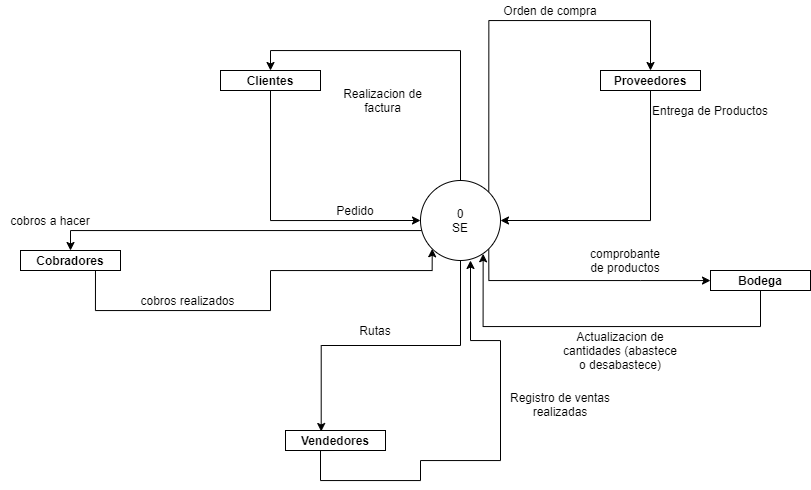 Orden de compra
Clientes
Proveedores
Realizacion de
factura
Entrega de Productos
Pedido
0
SE
cobros a hacer
Cobradores
comprobante
de productos
Bodega
cobros realizados
Rutas
Actualizacion de
cantidades (abastece
o desabastece)
Registro de ventas
realizadas
Vendedores